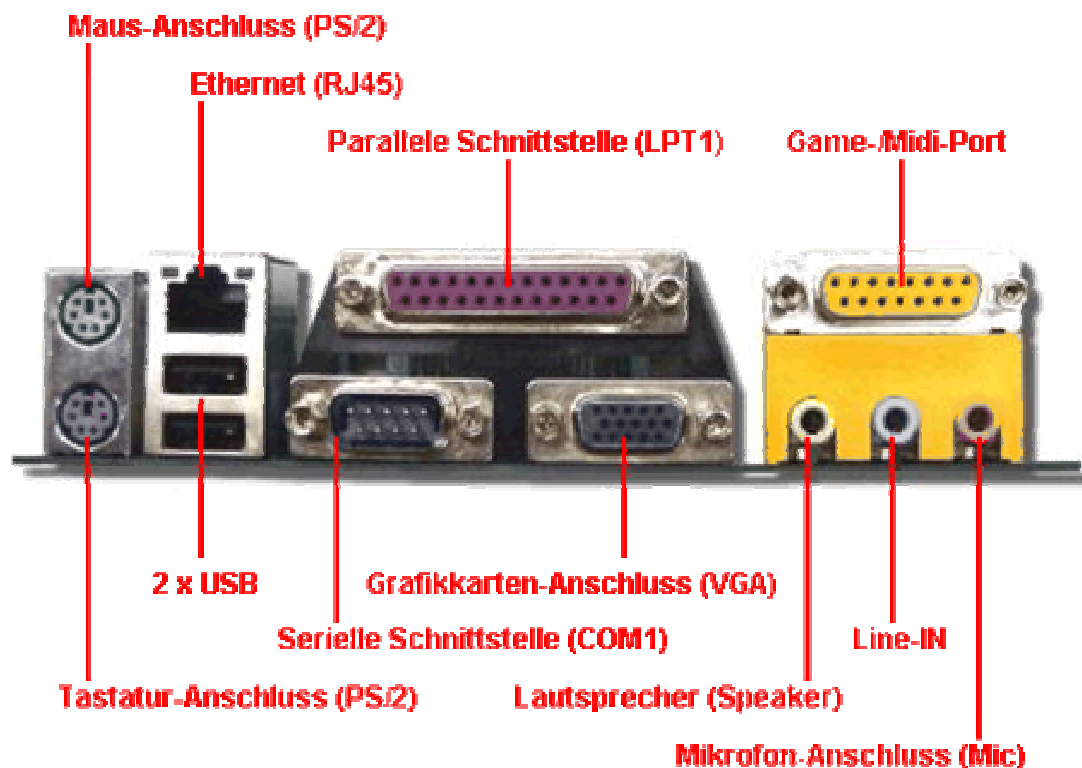 Maus-Anschluss (PS/2)
Ethernet (RJ45)
Parallele Schnittstelle (LPT1)
Game-/Midi-Port
2 x USB
Grafikkarten-Anschluss (VGA)
Serielle Schnittstelle (COM1)
Line-IN
Tastatur-Anschluss (PS/2)
Lautsprecher (Speaker)
Mikrofon-Anschluss (Mic)